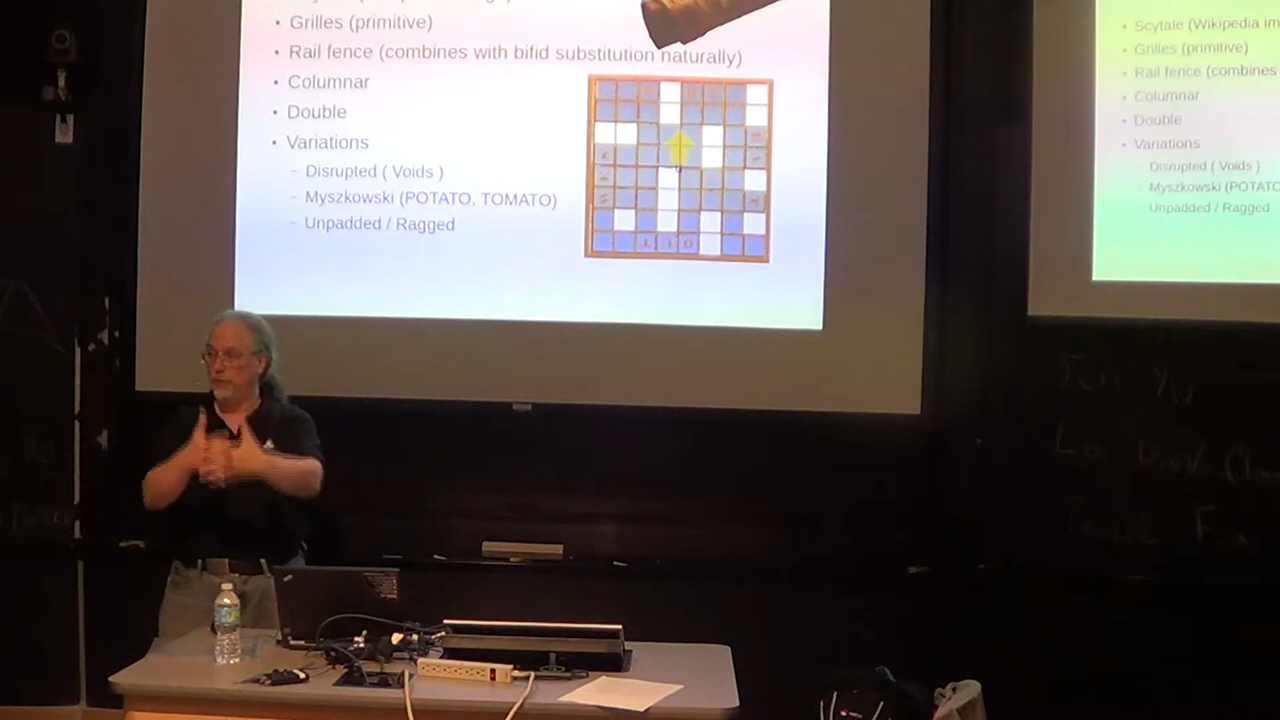 Grilles (primitive)
Rail fence (combines with bifid substitution naturally)
Columnar
Double
Variations
Disrupted ( Voids )
Myszkowski (POTATO, TOMATO)
Unpadded / Ragged
Scytale (Wikipedia im
Grilles (primitive)
Rail fence (combines
Columnar
Double
Variations
Disrupted ( Voids )
Myszkowski (POTATO
Unpadded / Ragged